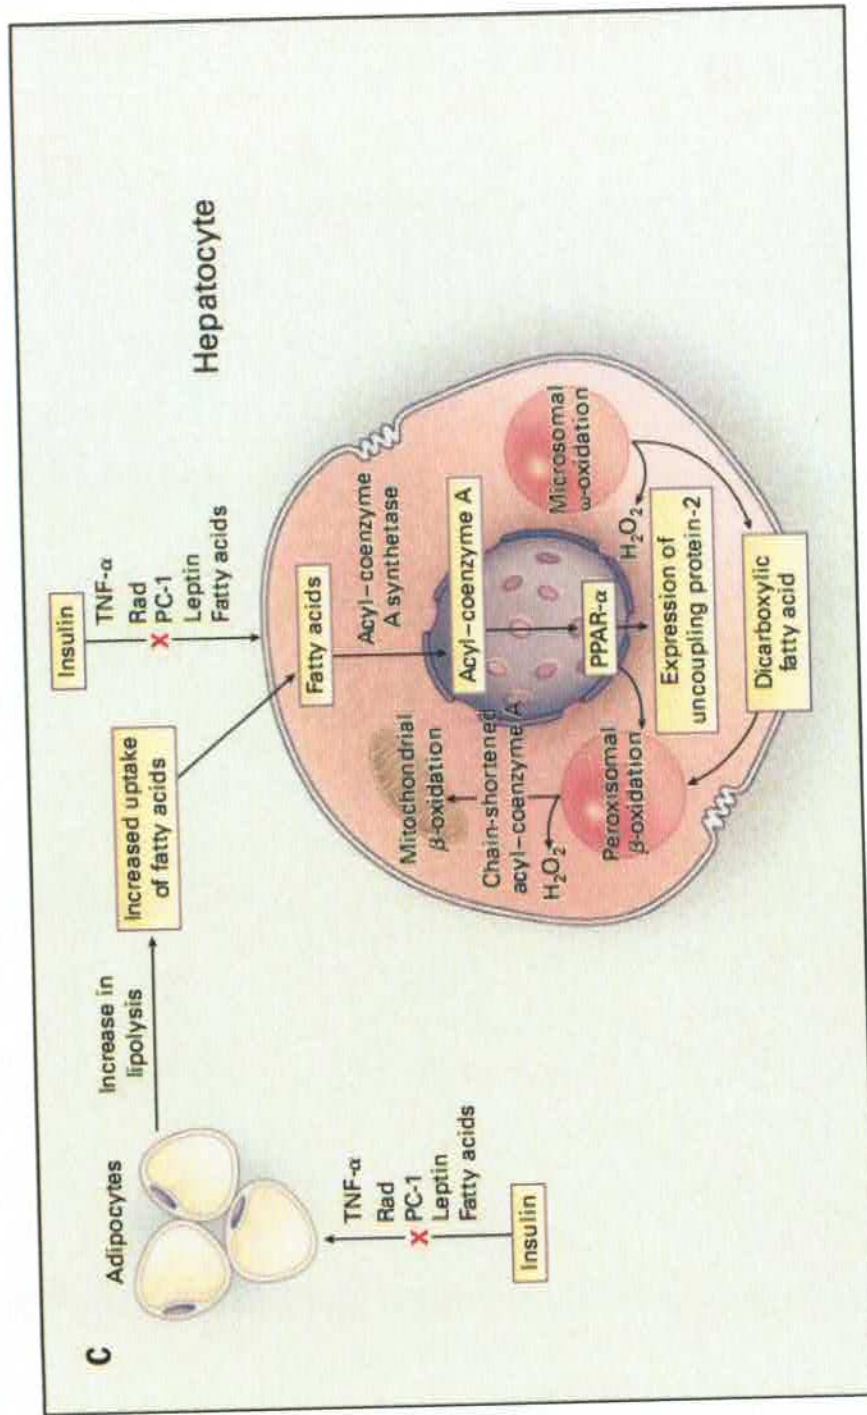 C
Adipocytes
Increase in
lipolysis
Increased uptake
of fatty acids
Insulin
TNF-α
Rad
X PC-1
Leptin
Fatty acids
Insulin
TNF-α
Rad
X PC-1
Leptin
Fatty acids
Hepatocyte
Fatty acids
Acyl–coenzyme
A synthetase
Acyl–coenzyme A
PPAR-α
Expression of
uncoupling protein-2
Mitochondrial
β-oxidation
Chain-shortened
acyl–coenzyme A
H₂O₂
Peroxisomal
β-oxidation
Microsomal
ω-oxidation
H₂O₂
Dicarboxylic
fatty acid